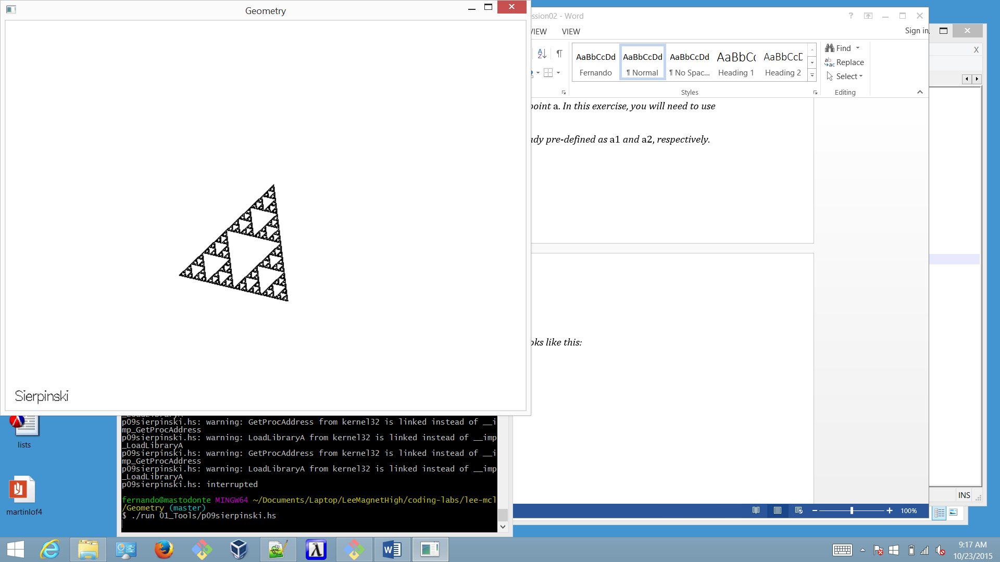 Geometry
Sierpinski
ssion02 - Word
?
VIEW
VIEW
Sign in
AaBbCcDd
AaBbCcDd
AaBbCcDd
AaBbC
AaBbCcD
Fernando
¶ Normal
¶ No Spac...
Heading 1
Heading 2
Styles
Find
Replace
Select
Editing
X
point a. In this exercise, you will need to use
dy pre-defined as a1 and a2, respectively.
oks like this:
100%
INS
lists
martinlof4
_LoadLibraryA
p09sierpinski.hs: warning: GetProcAddress from kernel32 is linked instead of __i
mp_GetProcAddress
p09sierpinski.hs: warning: LoadLibraryA from kernel32 is linked instead of __imp
_LoadLibraryA
p09sierpinski.hs: warning: GetProcAddress from kernel32 is linked instead of __i
mp_GetProcAddress
p09sierpinski.hs: warning: LoadLibraryA from kernel32 is linked instead of __imp
_LoadLibraryA
p09sierpinski.hs: interrupted
fernando@mastodonte MINGW64 ~/Documents/Laptop/LeeMagnetHigh/coding-labs/lee-mcl
/Geometry (master)
$ ./run 01_Tools/p09sierpinski.hs
9:17 AM
10/23/2015